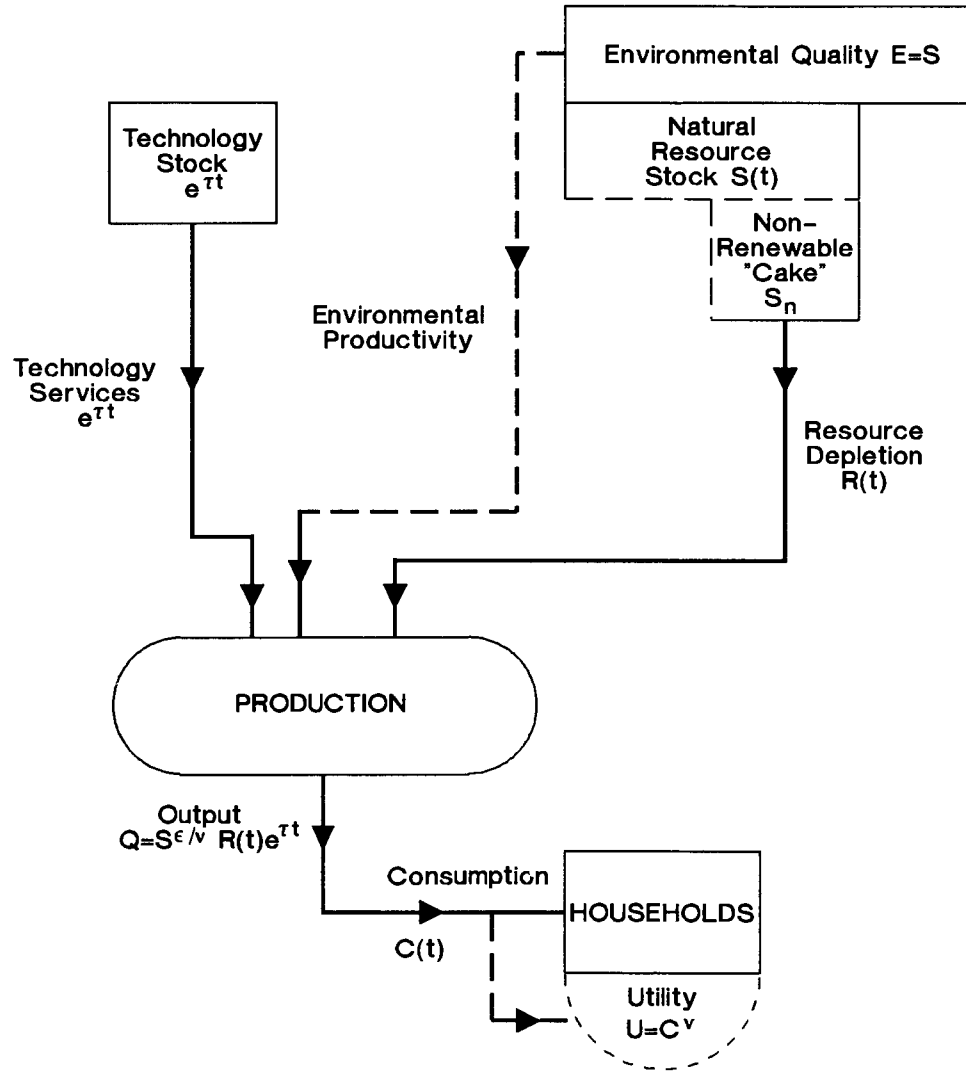 Environmental Quality E=S
Technology
Stock
e^{τt}
Natural
Resource
Stock S(t)
Non-
Renewable
"Cake"
S_n
Environmental
Productivity
Technology
Services
e^{τt}
Resource
Depletion
R(t)
PRODUCTION
Output
Q=S^{ε/ν} R(t)e^{τt}
Consumption
C(t)
HOUSEHOLDS
Utility
U=C^ν